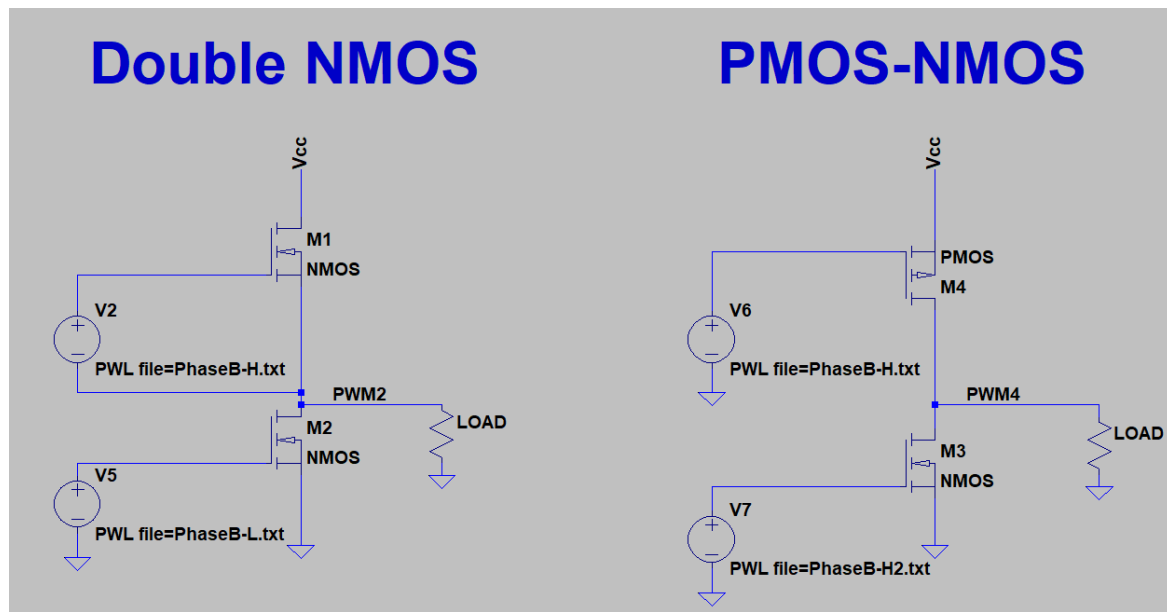 Double NMOS
Vcc
M1
NMOS
V2
PWL file=PhaseB-H.txt
PWM2
LOAD
M2
NMOS
V5
PWL file=PhaseB-L.txt
PMOS-NMOS
Vcc
PMOS
M4
V6
PWL file=PhaseB-H.txt
PWM4
LOAD
M3
NMOS
V7
PWL file=PhaseB-H2.txt